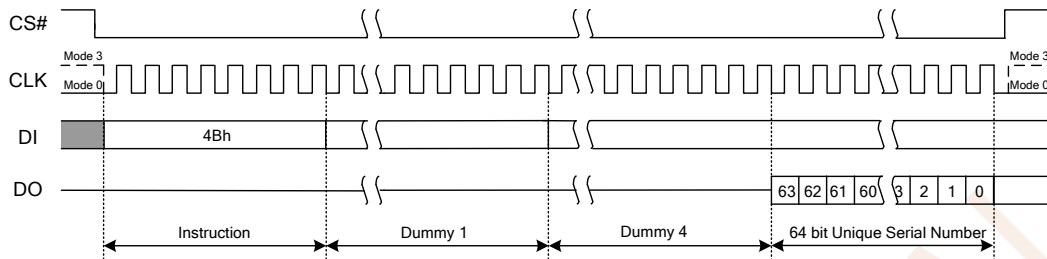 CS#
Mode 3
Mode 3
CLK
Mode 0
Mode 0
DI
4Bh
DO
63 62 61 60 3 2 1 0
Instruction
Dummy 1
Dummy 4
64 bit Unique Serial Number